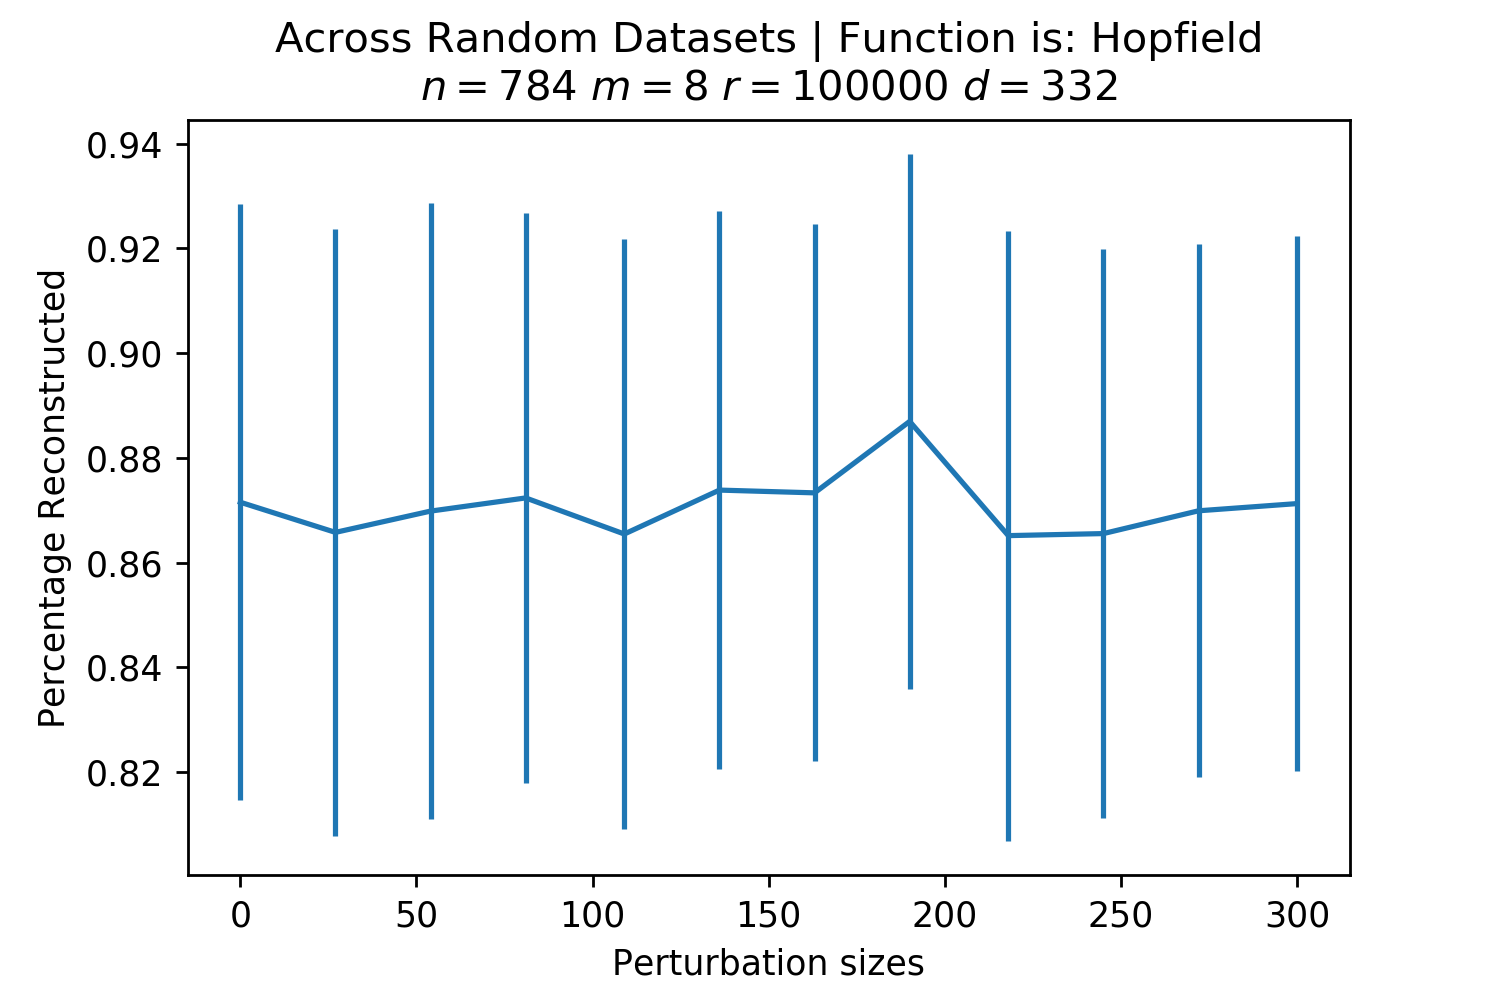 Across Random Datasets | Function is: Hopfield
n = 784 m = 8 r = 100000 d = 332
0.94
0.92
0.90
0.88
0.86
0.84
0.82
Percentage Reconstructed
0 50 100 150 200 250 300
Perturbation sizes